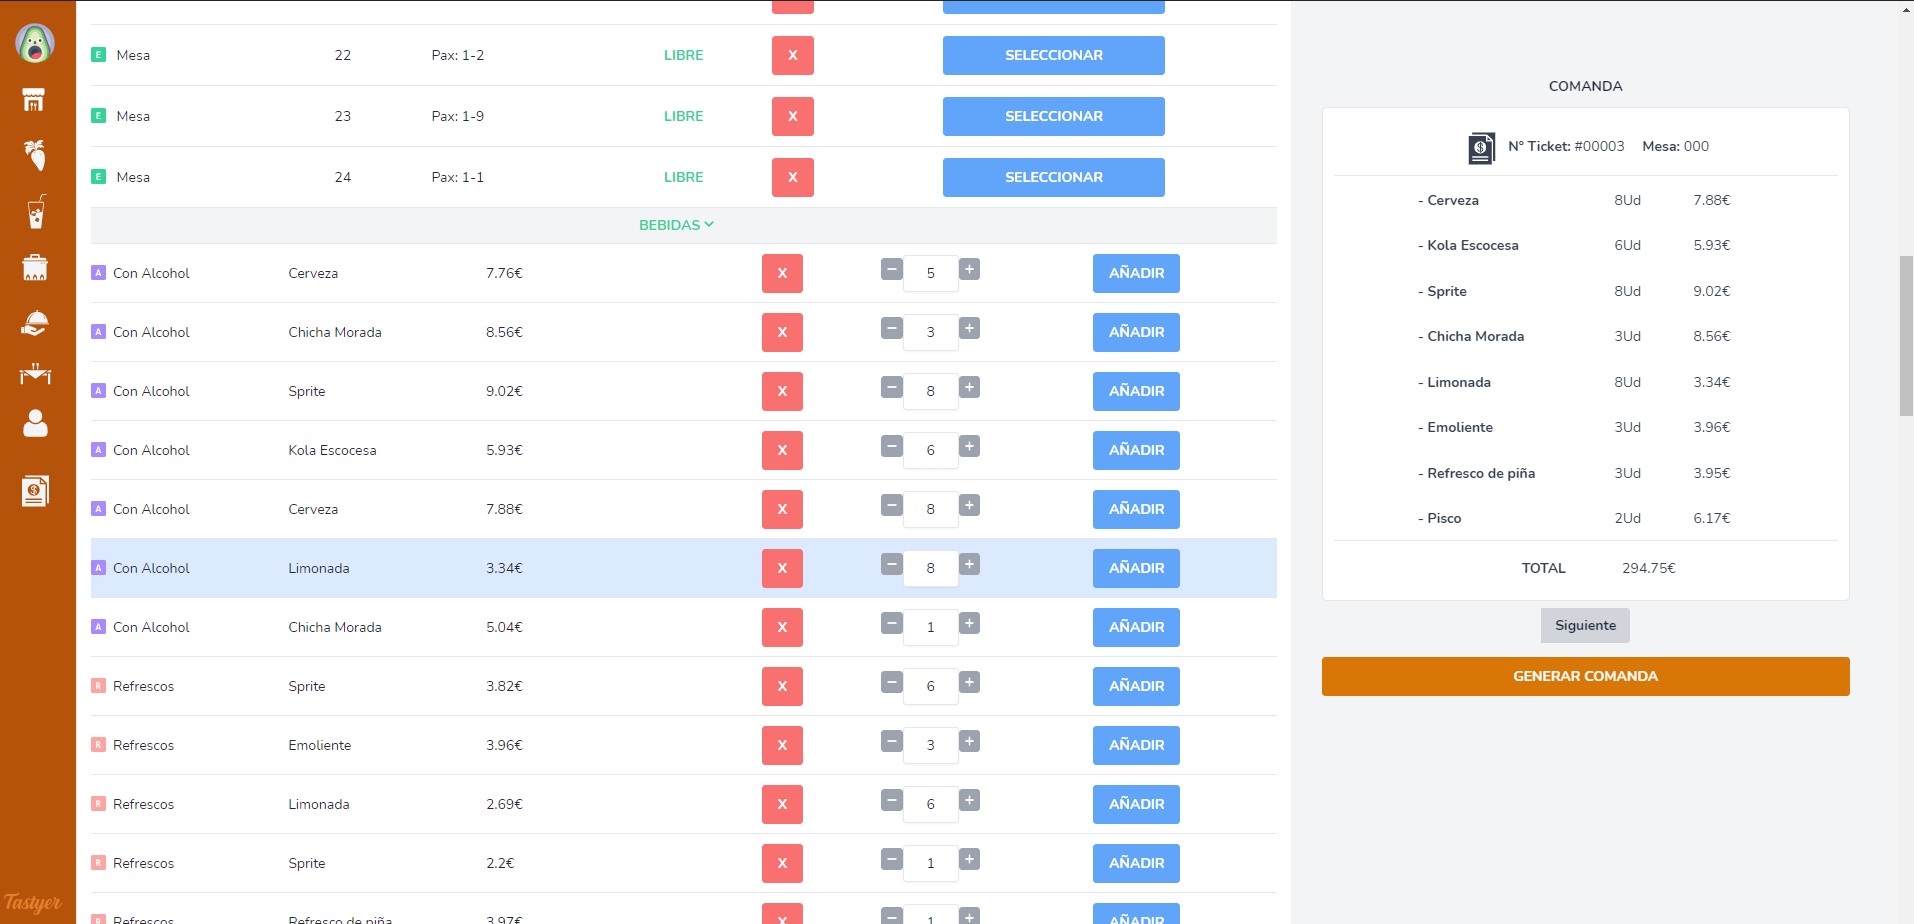 E Mesa 22 Pax: 1-2 LIBRE X SELECCIONAR
E Mesa 23 Pax: 1-9 LIBRE X SELECCIONAR
E Mesa 24 Pax: 1-1 LIBRE X SELECCIONAR
BEBIDAS
A Con Alcohol Cerveza 7.76€ X − 5 + AÑADIR
A Con Alcohol Chicha Morada 8.56€ X − 3 + AÑADIR
A Con Alcohol Sprite 9.02€ X − 8 + AÑADIR
A Con Alcohol Kola Escocesa 5.93€ X − 6 + AÑADIR
A Con Alcohol Cerveza 7.88€ X − 8 + AÑADIR
A Con Alcohol Limonada 3.34€ X − 8 + AÑADIR
A Con Alcohol Chicha Morada 5.04€ X − 1 + AÑADIR
R Refrescos Sprite 3.82€ X − 6 + AÑADIR
R Refrescos Emoliente 3.96€ X − 3 + AÑADIR
R Refrescos Limonada 2.69€ X − 6 + AÑADIR
R Refrescos Sprite 2.2€ X − 1 + AÑADIR
R Refrescos Refresco de piña 3.97€ X − 1 + AÑADIR
Tastyer
COMANDA
N° Ticket: #00003 Mesa: 000
- Cerveza 8Ud 7.88€
- Kola Escocesa 6Ud 5.93€
- Sprite 8Ud 9.02€
- Chicha Morada 3Ud 8.56€
- Limonada 8Ud 3.34€
- Emoliente 3Ud 3.96€
- Refresco de piña 3Ud 3.95€
- Pisco 2Ud 6.17€
TOTAL 294.75€
Siguiente
GENERAR COMANDA